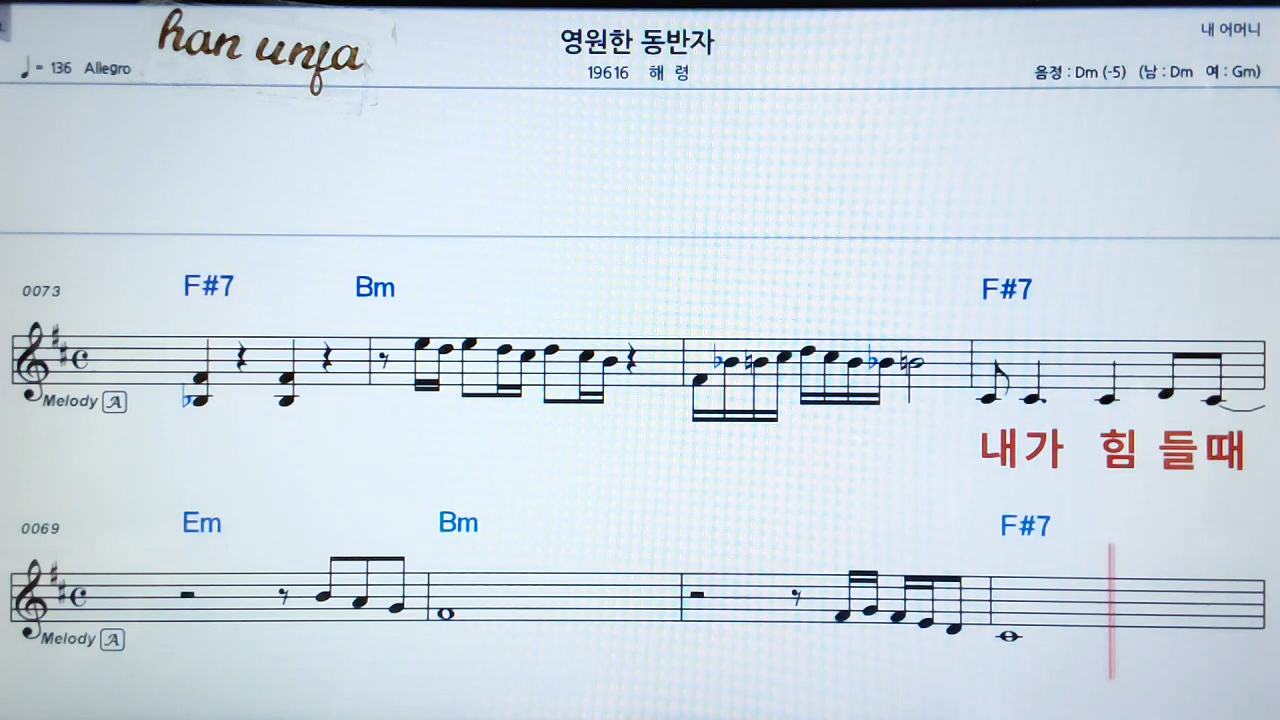 han unfa
영원한 동반자
내 어머니
♩= 136 Allegro
19616 해 령
음정 : Dm (-5) (남 : Dm 여 : Gm)
0073 F#7 Bm F#7
Melody A
내가 힘 들때
0069 Em Bm F#7
Melody A